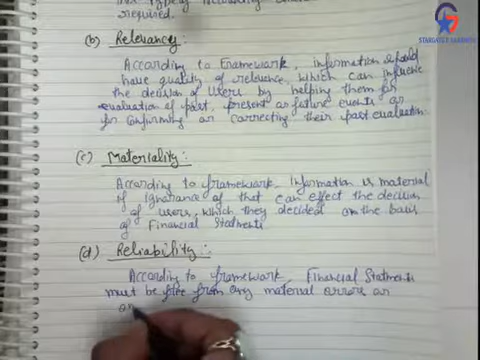 required.
(b) Relevancy :
According to Framework, information should
have quality of relevance, which can influence
the decision of users by helping them for
evaluation of past, present or future events or
for confirming or correcting their past evaluation.
(c) Materiality :
According to framework, Information is material
if ignorance of that can effect the decision
of users, which they decided on the basis
of Financial Statments
(d) Reliability :
According to framework, Financial Statments
must be free from any material errors or